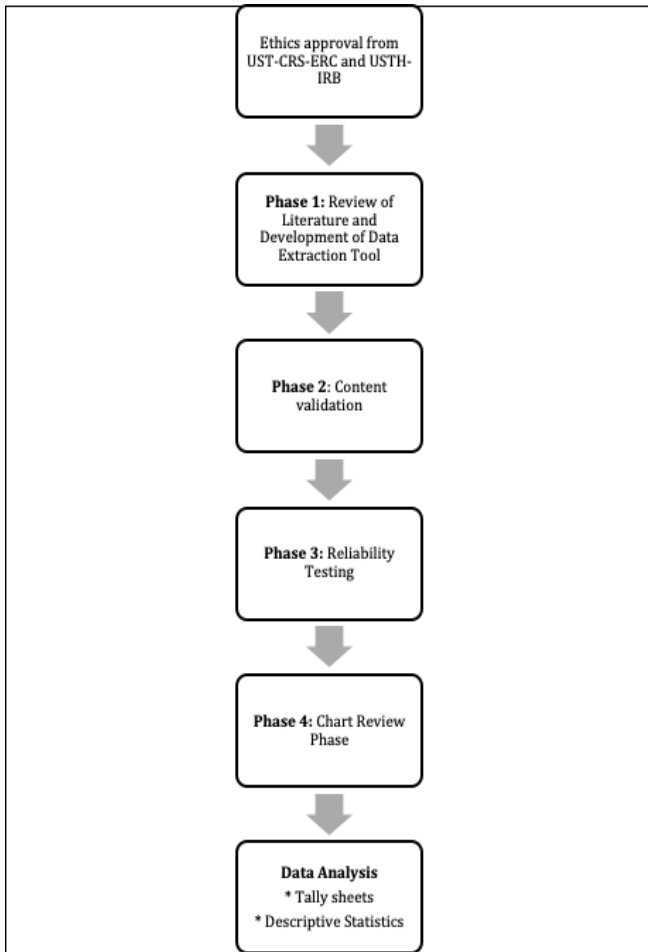 Ethics approval from
UST-CRS-ERC and USTH-
IRB
Phase 1: Review of
Literature and
Development of Data
Extraction Tool
Phase 2: Content
validation
Phase 3: Reliability
Testing
Phase 4: Chart Review
Phase
Data Analysis
* Tally sheets
* Descriptive Statistics